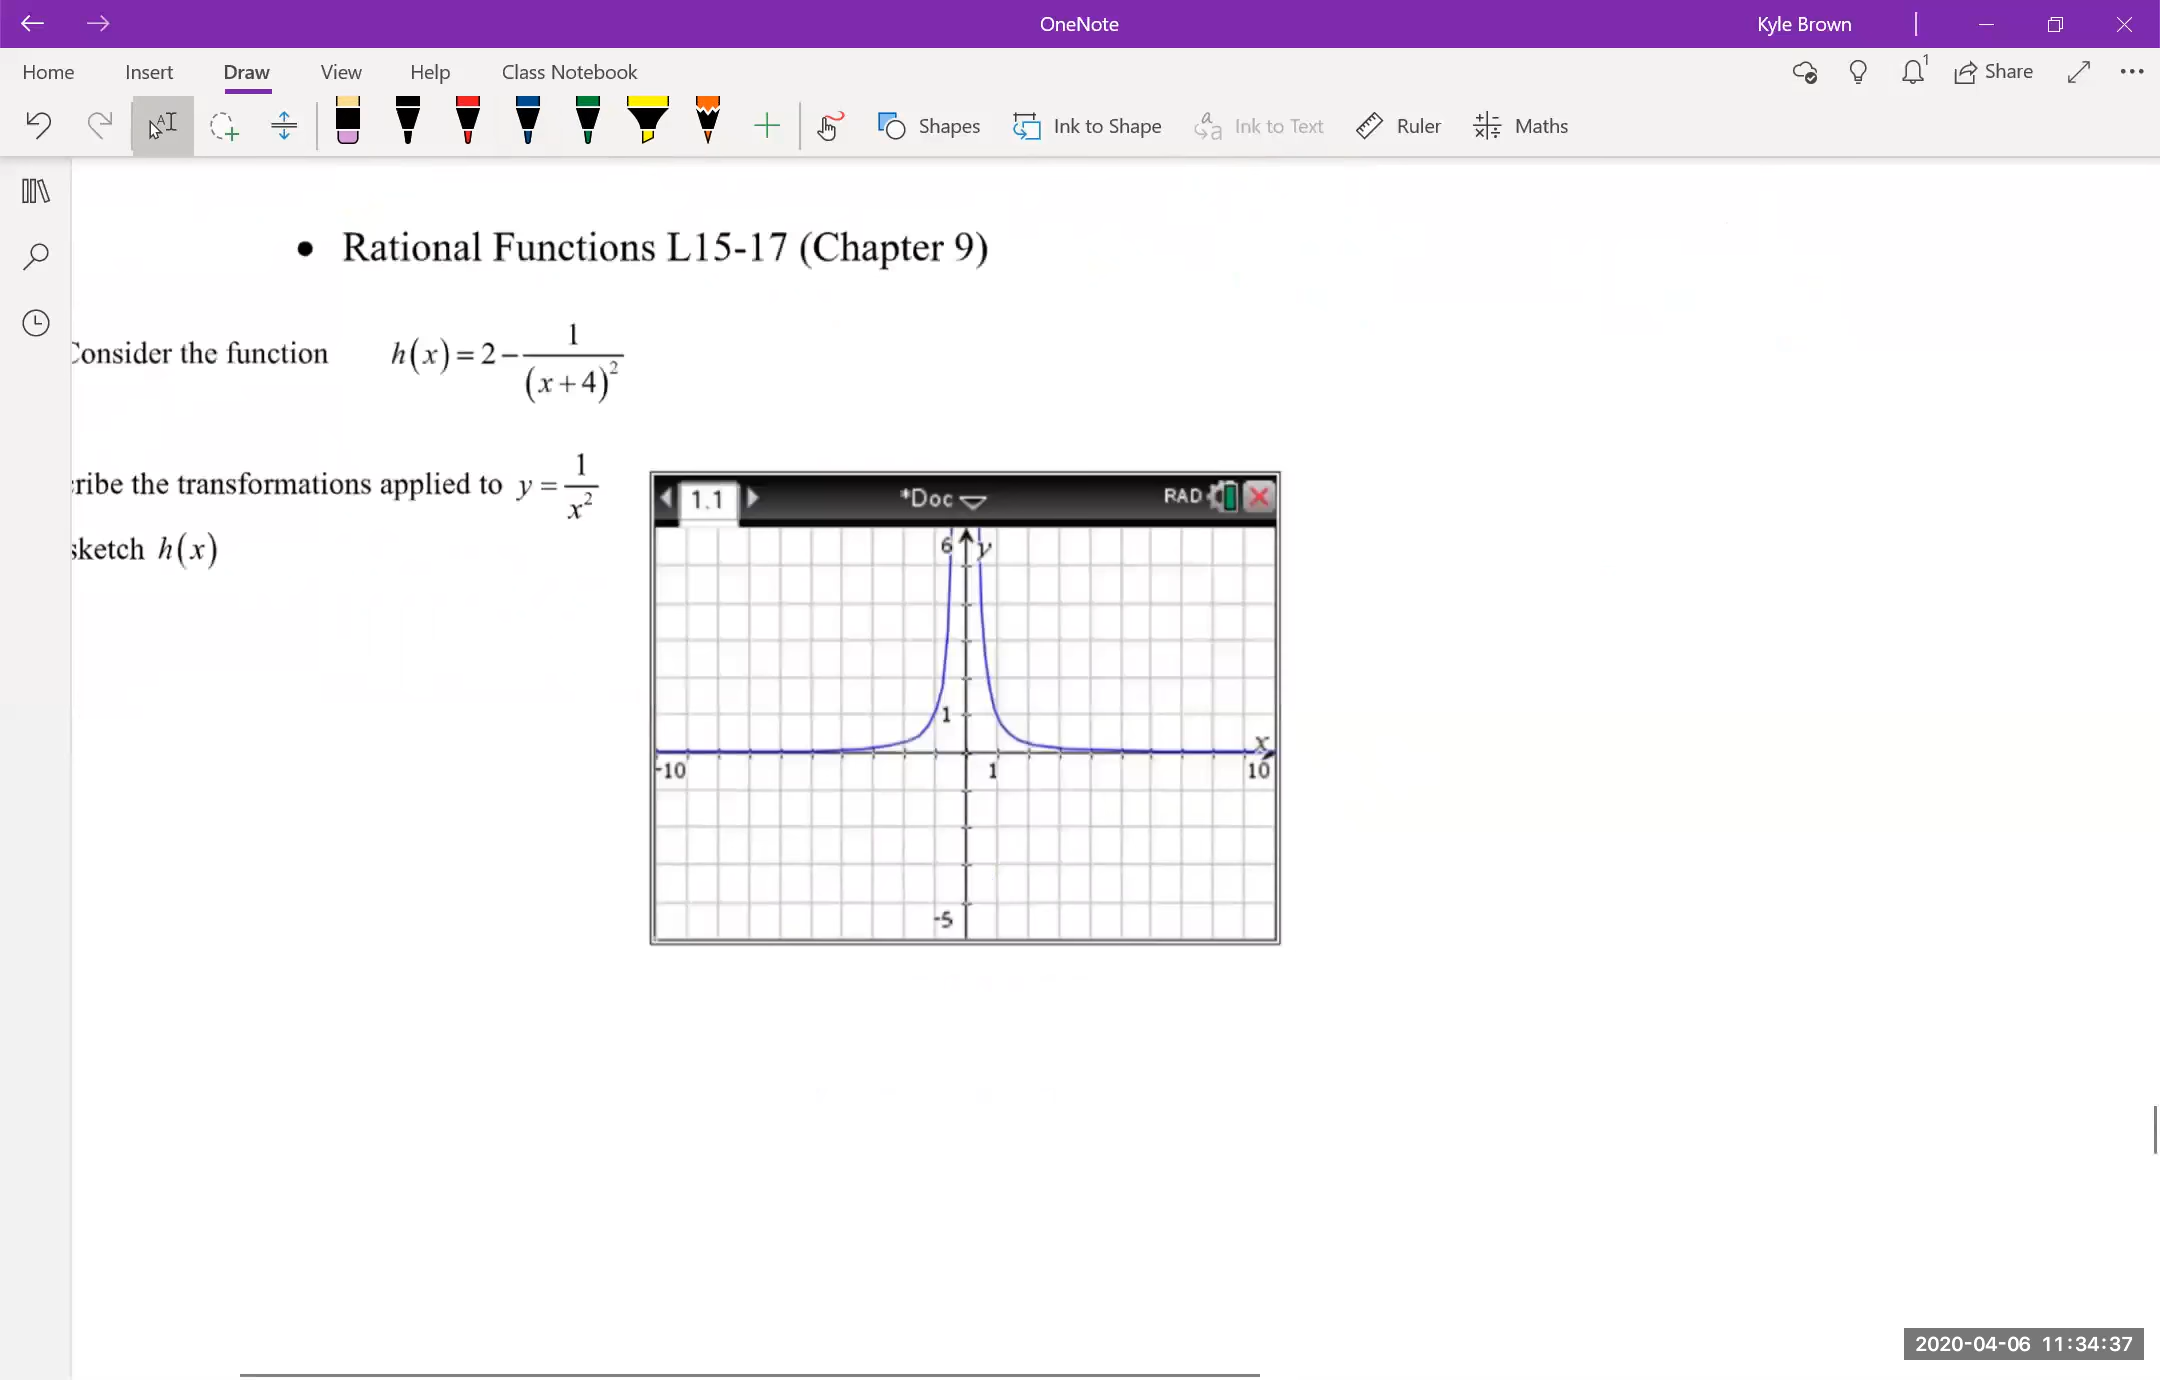 OneNote
Kyle Brown
Home Insert Draw View Help Class Notebook
1 Share
Shapes Ink to Shape Ink to Text Ruler Maths
• Rational Functions L15-17 (Chapter 9)
Consider the function h(x) = 2 - 1/(x+4)²
ribe the transformations applied to y = 1/x²
sketch h(x)
1.1 *Doc RAD
6 y
1
x
-10 1 10
-5
2020-04-06 11:34:37